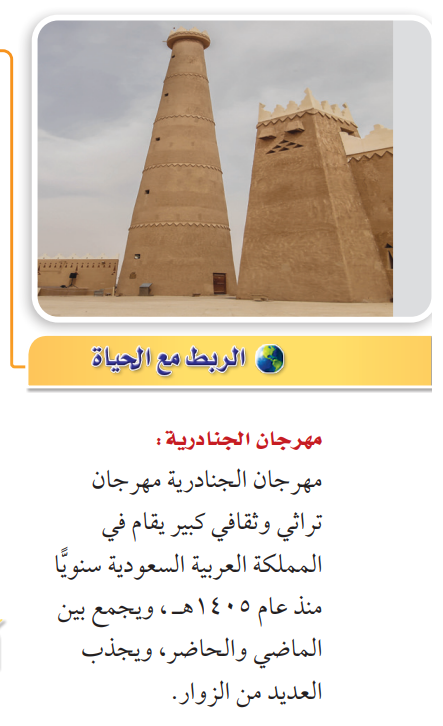 الربط مع الحياة
مهرجان الجنادرية :
مهرجان الجنادرية مهرجان
تراثي وثقافي كبير يقام في
المملكة العربية السعودية سنويًّا
منذ عام ١٤٠٥هـ، ويجمع بين
الماضي والحاضر، ويجذب
العديد من الزوار.